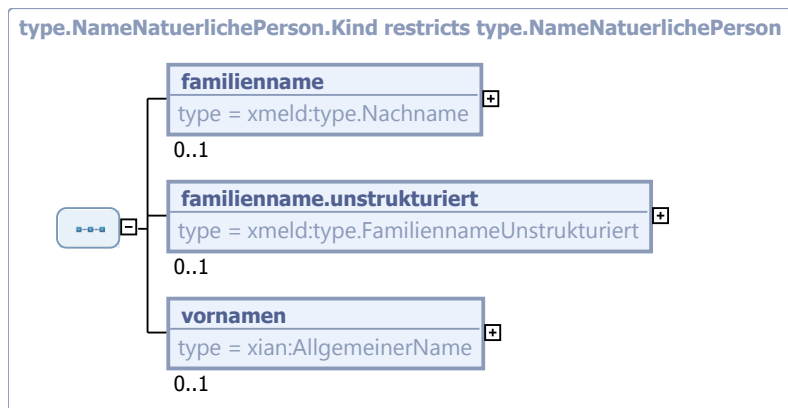 type.NameNatuerlichePerson.Kind restricts type.NameNatuerlichePerson
familienname
type = xmeld:type.Nachname
0..1
familienname.unstrukturiert
type = xmeld:type.FamiliennameUnstrukturiert
0..1
vornamen
type = xian:AllgemeinerName
0..1